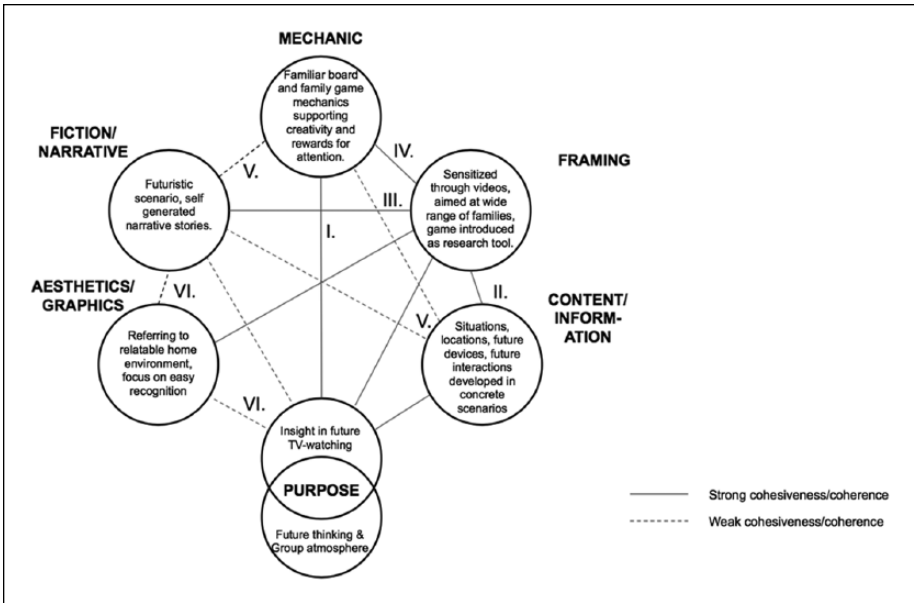 MECHANIC
Familiar board
and family game
mechanics
supporting
creativity and
rewards for
attention.
FICTION/
NARRATIVE
Futuristic
scenario, self
generated
narrative stories.
V.
IV.
III.
I.
FRAMING
Sensitized
through videos,
aimed at wide
range of families,
game introduced
as research tool.
AESTHETICS/
GRAPHICS
VI.
Referring to
relatable home
environment,
focus on easy
recognition
VI.
II.
V.
CONTENT/
INFORM-
ATION
Situations,
locations, future
devices, future
interactions
developed in
concrete
scenarios
Insight in future
TV-watching
PURPOSE
Future thinking &
Group atmosphere
Strong cohesiveness/coherence
Weak cohesiveness/coherence